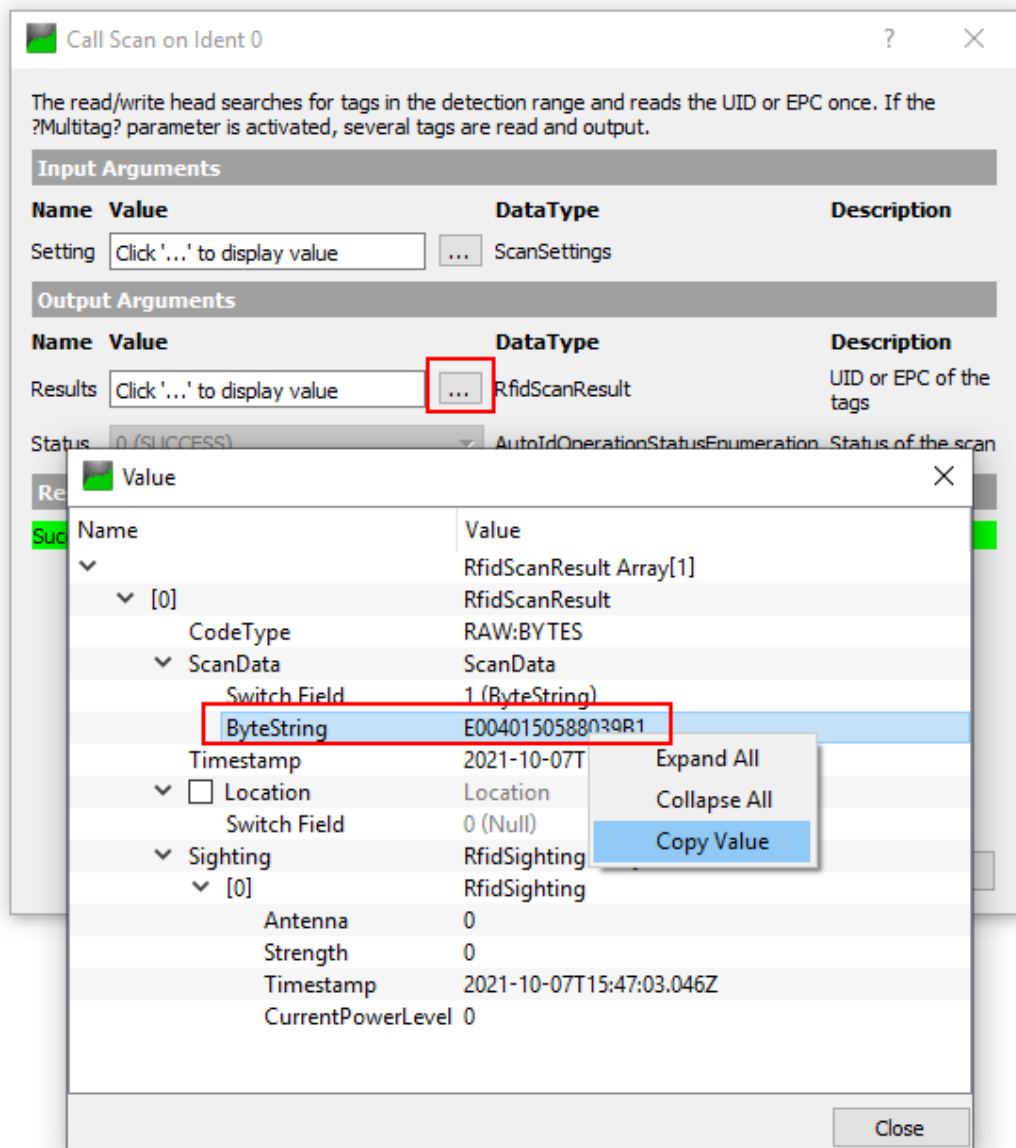 Call Scan on Ident 0
?
The read/write head searches for tags in the detection range and reads the UID or EPC once. If the
?Multitag? parameter is activated, several tags are read and output.
Input Arguments
Name Value DataType Description
Setting Click '...' to display value ... ScanSettings
Output Arguments
Name Value DataType Description
Results Click '...' to display value ... RfidScanResult UID or EPC of the
tags
Status 0 (SUCCESS) AutoIdOperationStatusEnumeration Status of the scan
Re
Suc
Value
Name Value
RfidScanResult Array[1]
[0] RfidScanResult
CodeType RAW:BYTES
ScanData ScanData
Switch Field 1 (ByteString)
ByteString E0040150588039B1
Timestamp 2021-10-07T
Location Location
Switch Field 0 (Null)
Sighting RfidSighting
[0] RfidSighting
Antenna 0
Strength 0
Timestamp 2021-10-07T15:47:03.046Z
CurrentPowerLevel 0
Expand All
Collapse All
Copy Value
Close